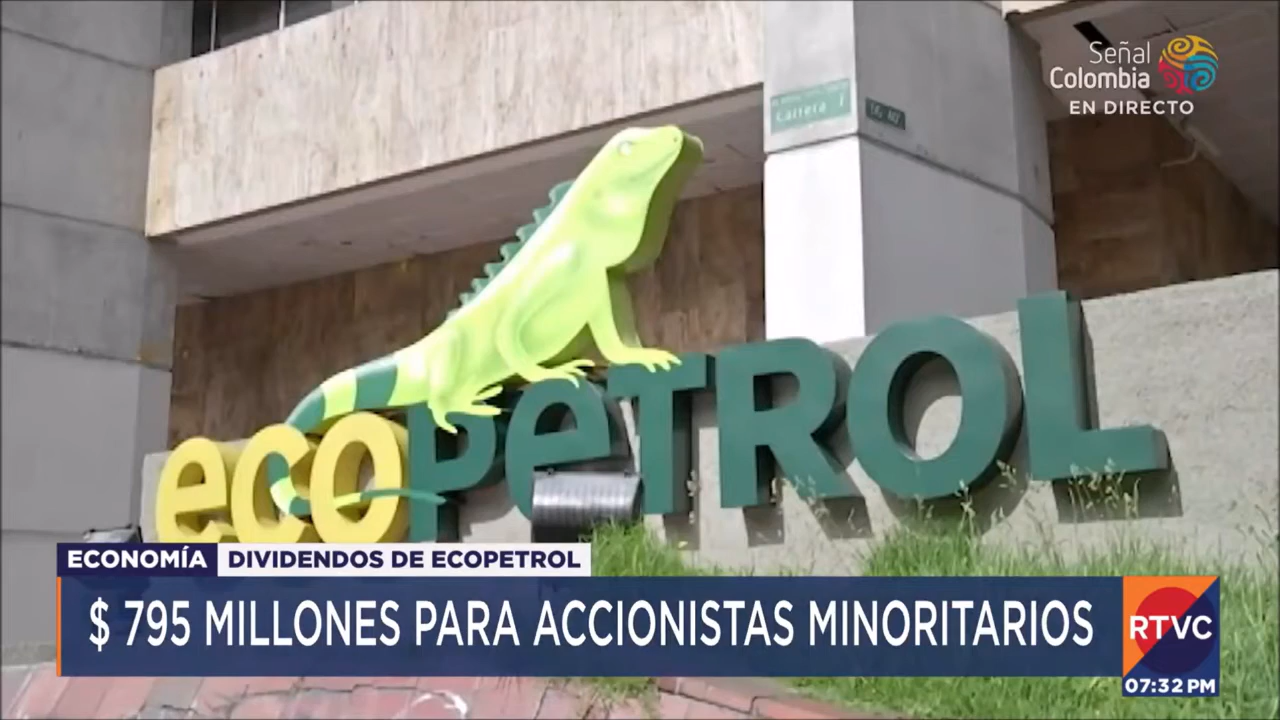 Señal
Colombia
EN DIRECTO
Carrera 7
ecopetrol
ECONOMÍA
DIVIDENDOS DE ECOPETROL
$ 795 MILLONES PARA ACCIONISTAS MINORITARIOS
RTVC
07:32 PM